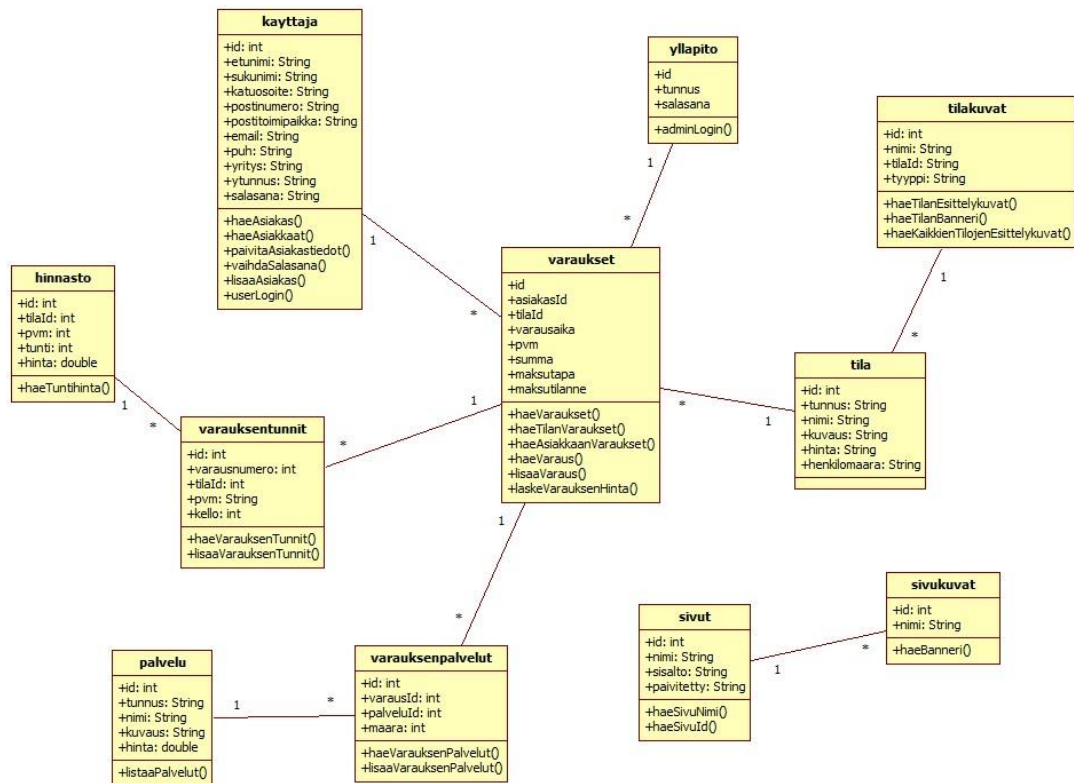 kayttaja
+id: int
+etunimi: String
+sukunimi: String
+katuosoite: String
+postinumero: String
+postitoimipaikka: String
+email: String
+puh: String
+yritys: String
+ytunnus: String
+salasana: String
+haeAsiakas()
+haeAsiakkaat()
+paivitaAsiakastiedot()
+vaihdaSalasana()
+lisaaAsiakas()
+userLogin()
1
*
yllapito
+id
+tunnus
+salasana
+adminLogin()
1
*
tilakuvat
+id: int
+nimi: String
+tilaId: String
+tyyppi: String
+haeTilanEsittelykuvat()
+haeTilanBanneri()
+haeKaikkienTilojenEsittelykuvat()
1
*
hinnasto
+id: int
+tilaId: int
+pvm: int
+tunti: int
+hinta: double
+haeTuntihinta()
1
*
varaukset
+id
+asiakasId
+tilaId
+varausaika
+pvm
+summa
+maksutapa
+maksutilanne
+haeVaraukset()
+haeTilanVaraukset()
+haeAsiakkaanVaraukset()
+haeVaraus()
+lisaaVaraus()
+laskeVarauksenHinta()
*
1
tila
+id: int
+tunnus: String
+nimi: String
+kuvaus: String
+hinta: String
+henkilomaara: String
varauksentunnit
+id: int
+varausnumero: int
+tilaId: int
+pvm: String
+kello: int
+haeVarauksenTunnit()
+lisaaVarauksenTunnit()
*
1
1
*
palvelu
+id: int
+tunnus: String
+nimi: String
+kuvaus: String
+hinta: double
+listaaPalvelut()
1
*
varauksenpalvelut
+id: int
+varausId: int
+palveluId: int
+maara: int
+haeVarauksenPalvelut()
+lisaaVarauksenPalvelut()
sivut
+id: int
+nimi: String
+sisalto: String
+paivitetty: String
+haeSivuNimi()
+haeSivuId()
1
*
sivukuvat
+id: int
+nimi: String
+haeBanneri()